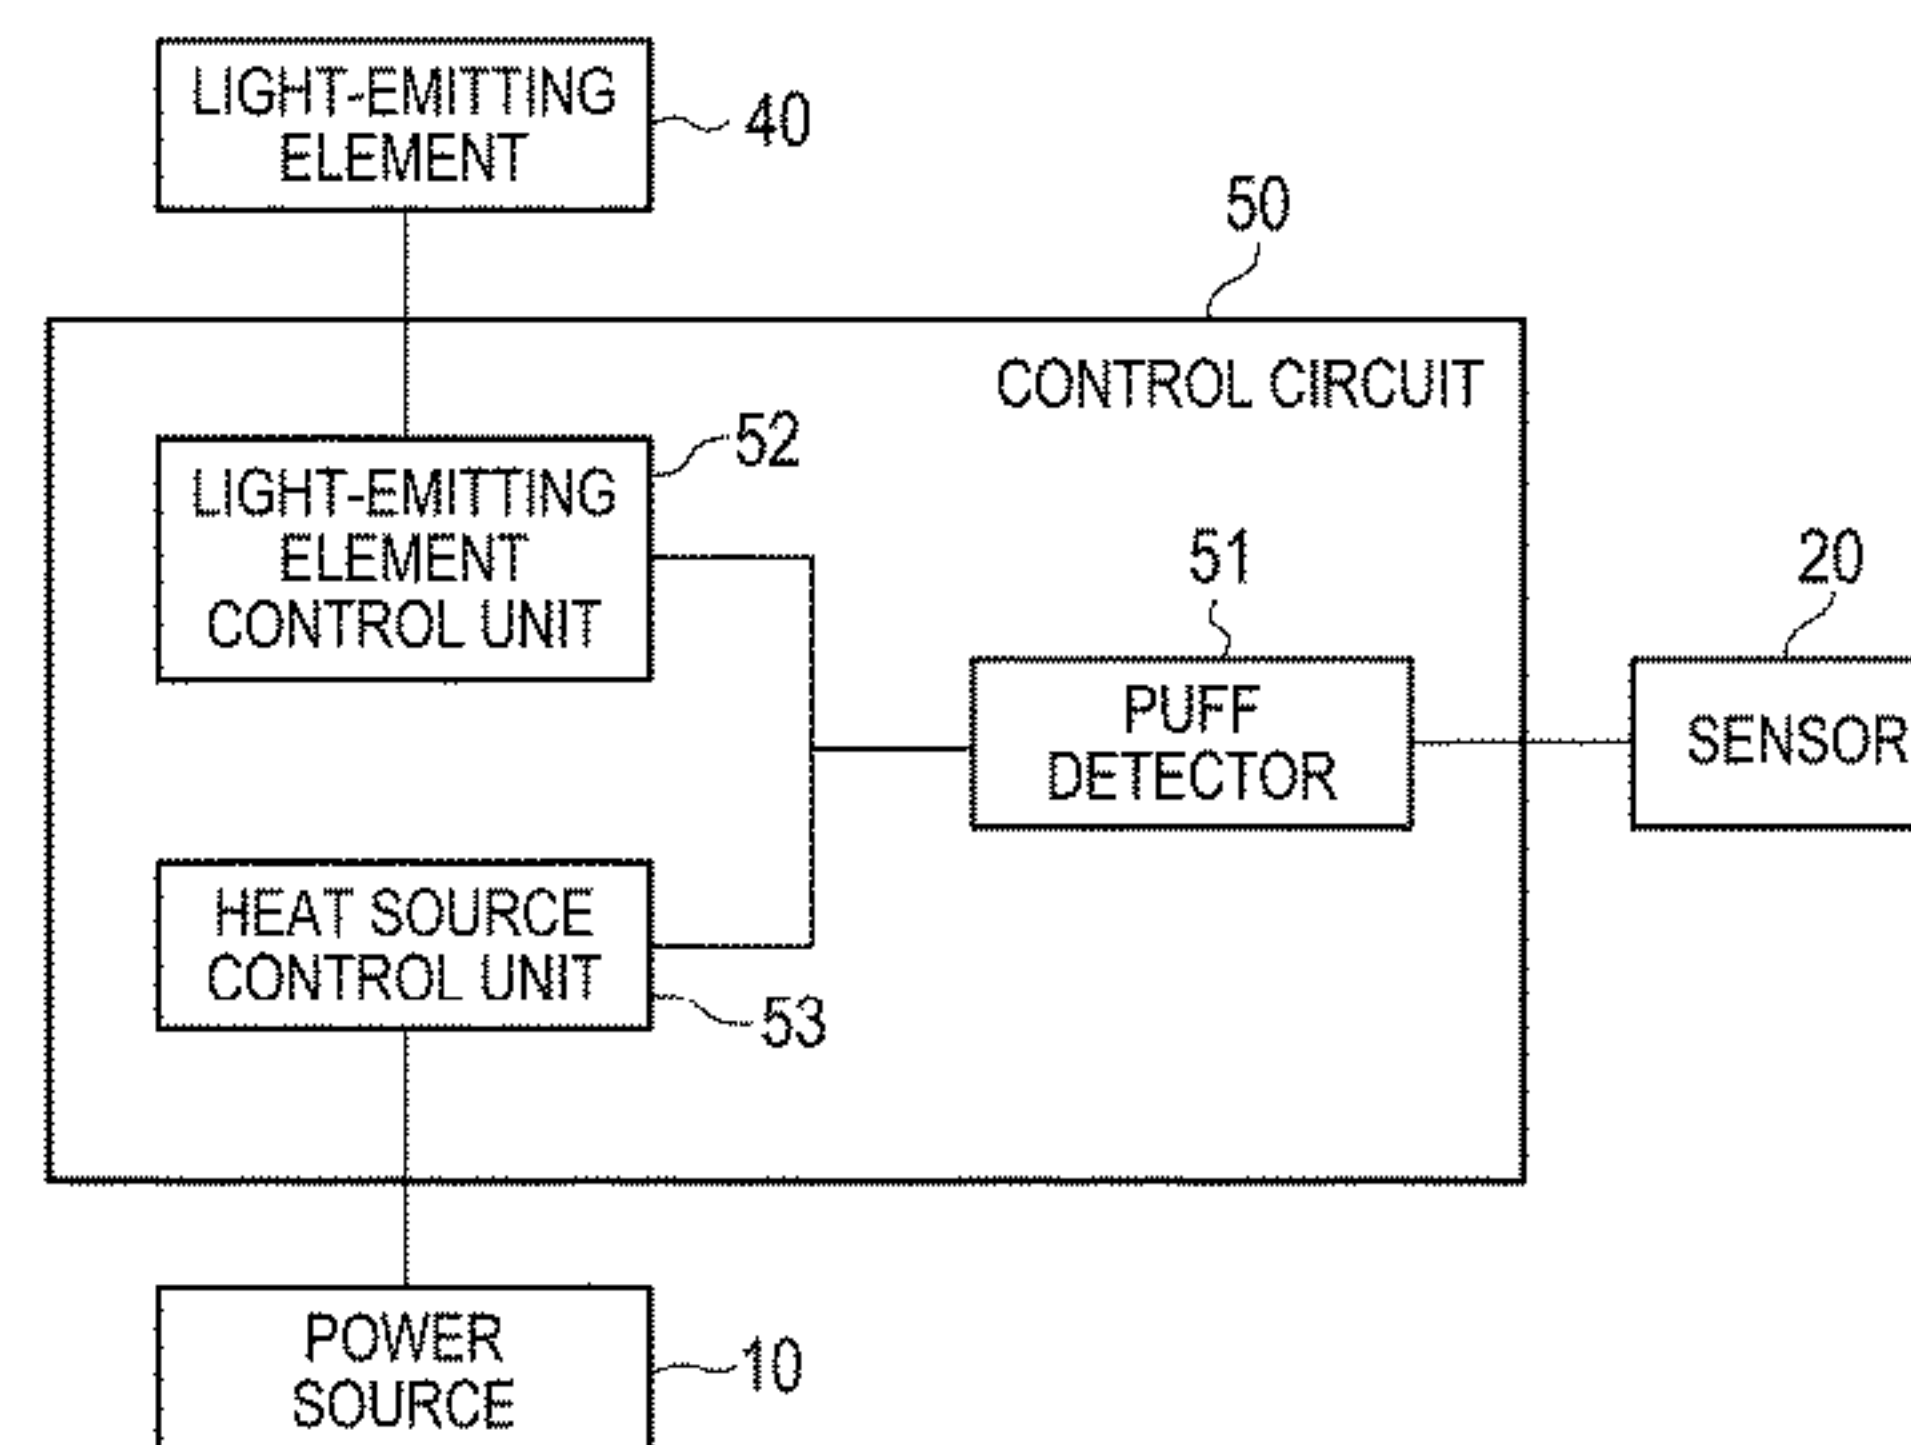 LIGHT-EMITTING
ELEMENT
40
50
CONTROL CIRCUIT
52
LIGHT-EMITTING
ELEMENT
CONTROL UNIT
51
20
PUFF
DETECTOR
SENSOR
HEAT SOURCE
CONTROL UNIT
53
POWER
SOURCE
10